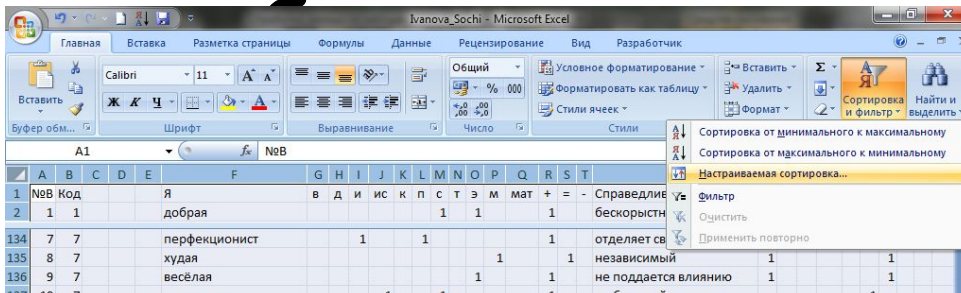 Ivanova_Sochi - Microsoft Excel
Главная Вставка Разметка страницы Формулы Данные Рецензирование Вид Разработчик
Вставить
Calibri 11 A A
Ж К Ч A
Общий
% 000
Условное форматирование
Форматировать как таблицу
Стили ячеек
Вставить
Удалить
Формат
Σ
Сортировка и фильтр
Найти и выделить
Буфер обм... Шрифт Выравнивание Число Стили
Сортировка от минимального к максимальному
Сортировка от максимального к минимальному
Настраиваемая сортировка...
Фильтр
Очистить
Применить повторно
A1 fx №В
A B C D E F G H I J K L M N O P Q R S T
1 №В Код Я в д и ис к п с т э м мат + = - Справедлив
2 1 1 добрая 1 1 1 бескорыстн
134 7 7 перфекционист 1 1 1 отделяет св
135 8 7 худая 1 1 независимый 1 1
136 9 7 весёлая 1 1 не поддается влиянию 1 1